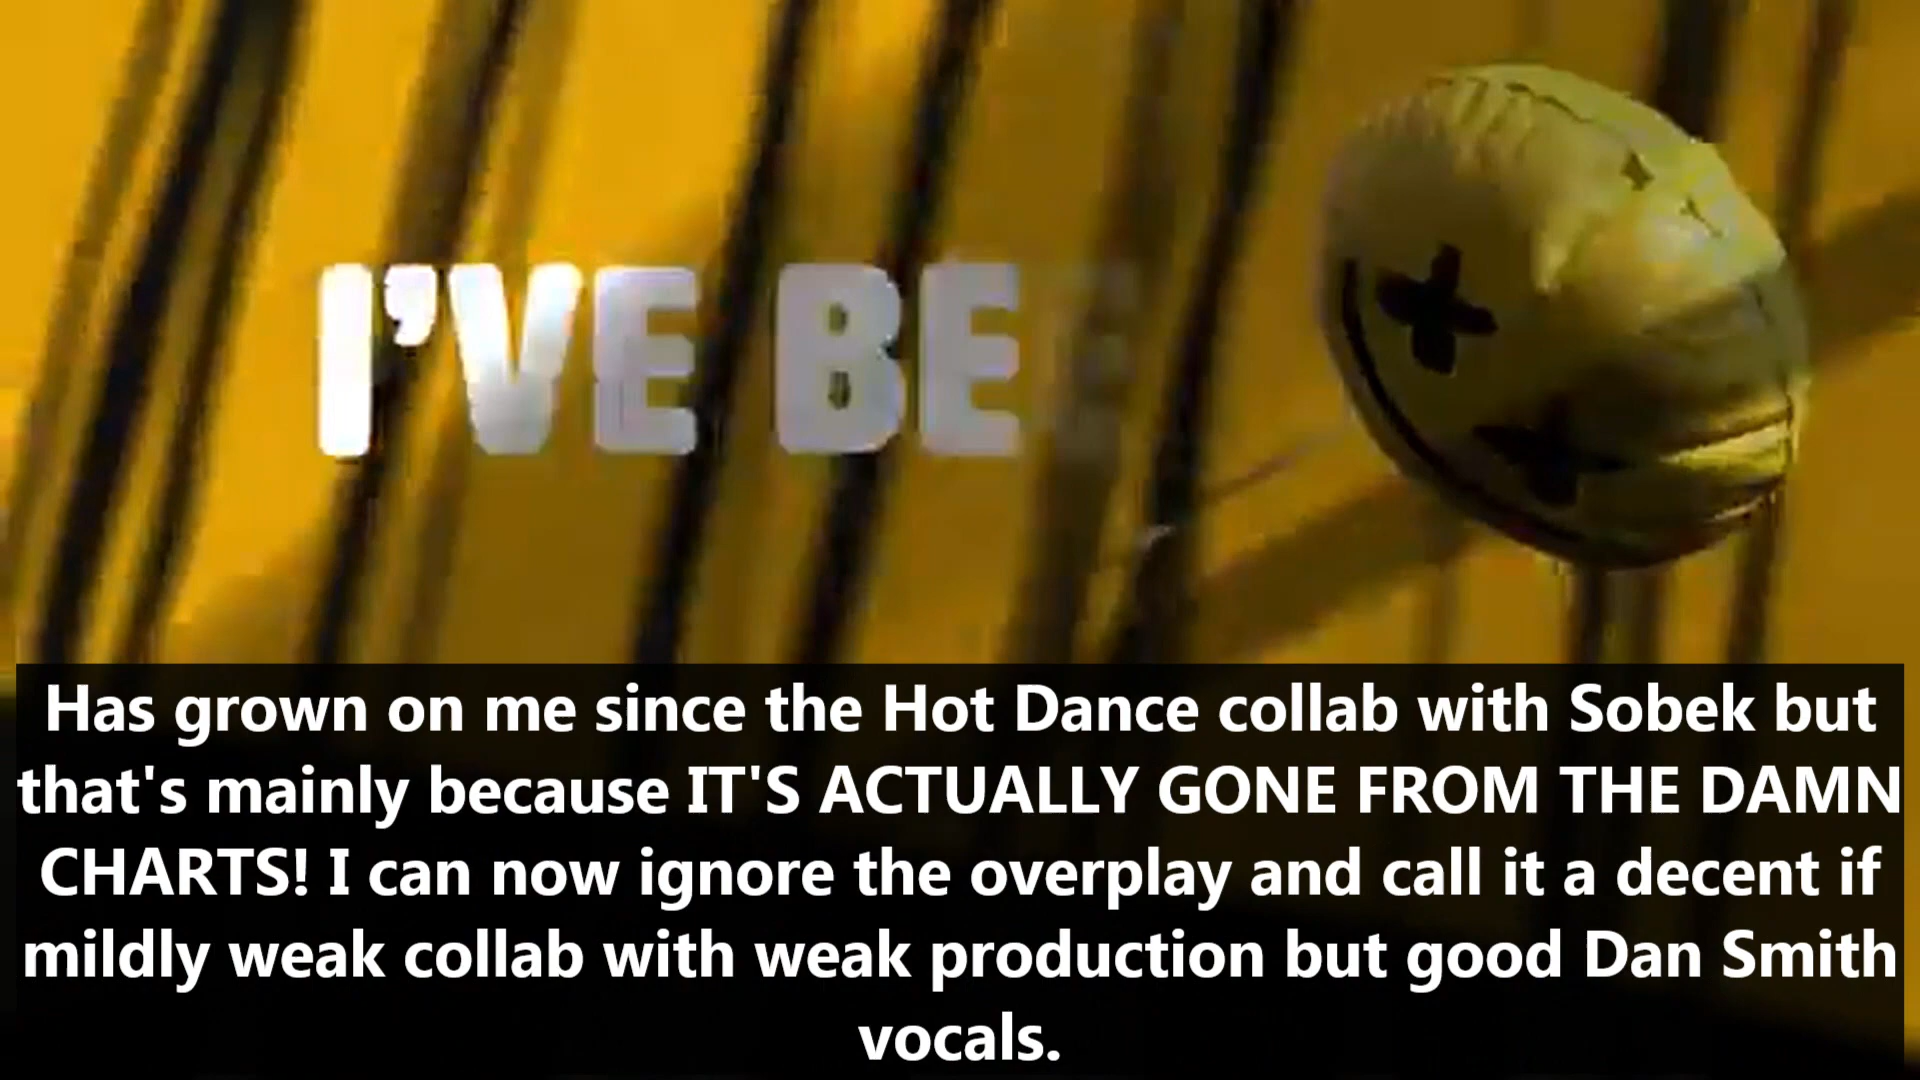 I'VE BE
Has grown on me since the Hot Dance collab with Sobek but
that's mainly because IT'S ACTUALLY GONE FROM THE DAMN
CHARTS! I can now ignore the overplay and call it a decent if
mildly weak collab with weak production but good Dan Smith
vocals.